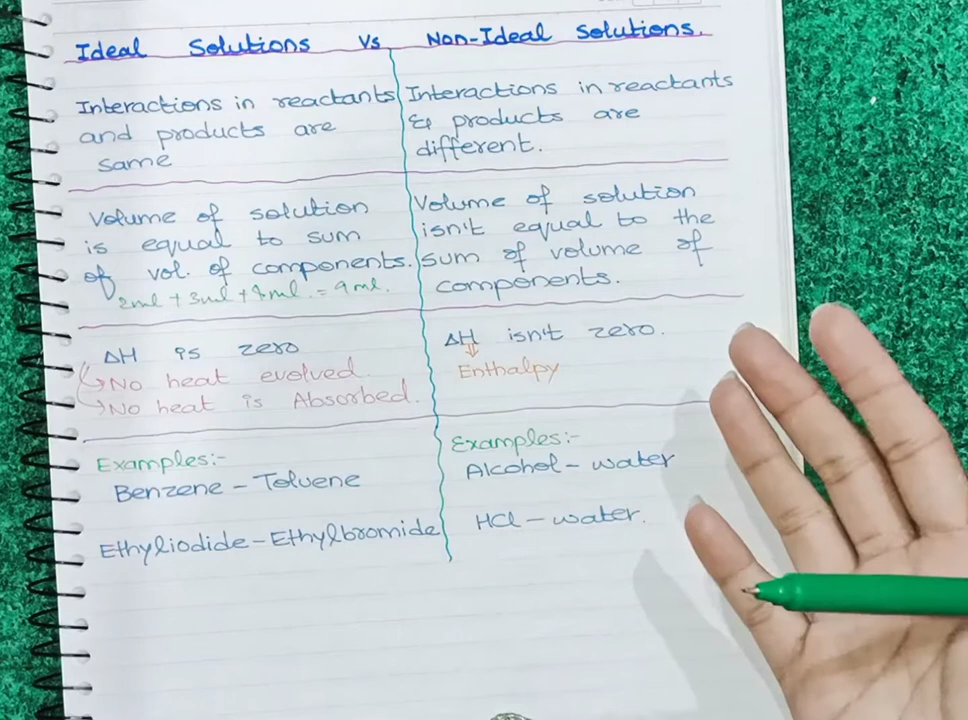 Ideal Solutions Vs Non-Ideal Solutions.
Interactions in reactants
and products are
same
Interactions in reactants
& products are
different.
Volume of solution
is equal to sum
of vol. of components.
2ml + 3ml + 4ml = 9ml.
Volume of solution
isn't equal to the
sum of volume of
components.
ΔH is zero
No heat evolved.
No heat is Absorbed.
ΔH isn't zero.
⇓
Enthalpy
Examples:-
Benzene - Toluene
Ethyliodide - Ethylbromide
Examples:-
Alcohol - water
HCl - water.